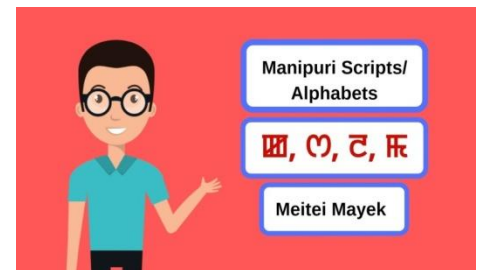 Manipuri Scripts/
Alphabets
ꯀ, ꯁ, ꯂ, ꯃ
Meitei Mayek